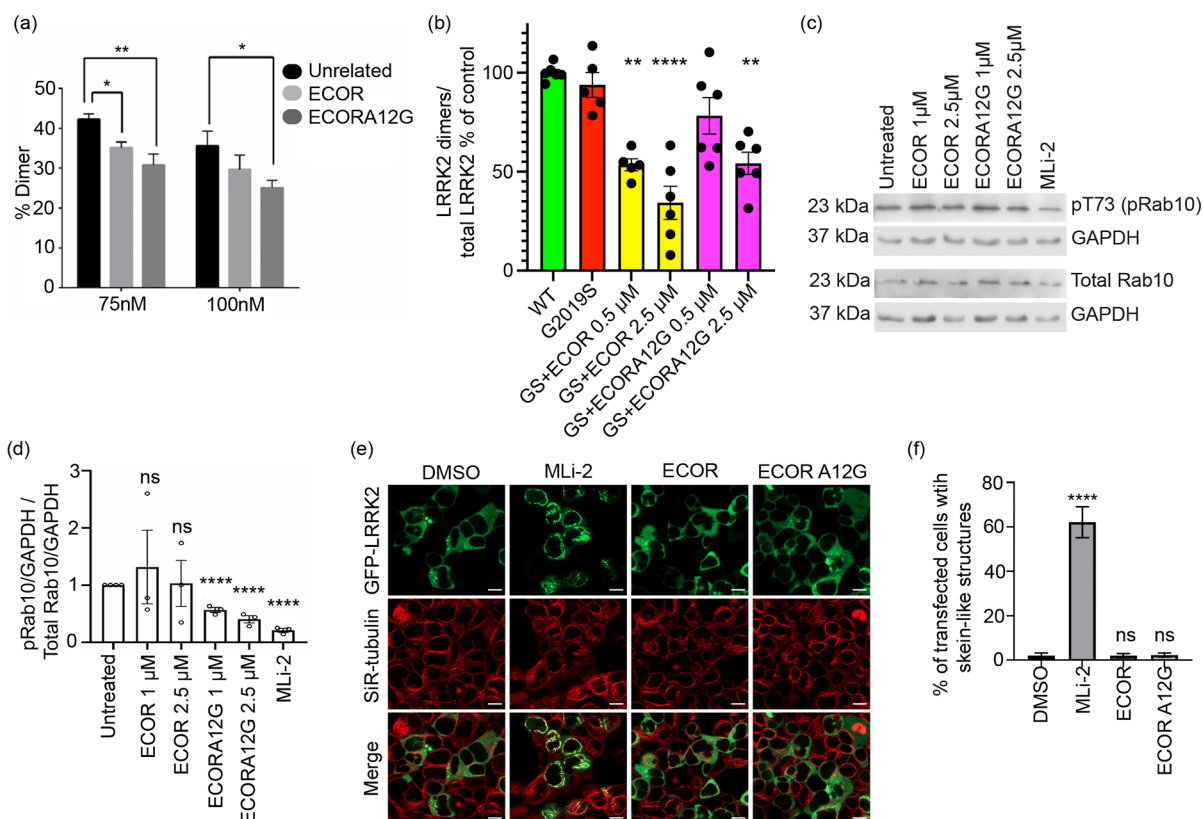 (a)
% Dimer
50
40
30
20
10
0
75nM
100nM
**
*
*
Unrelated
ECOR
ECORA12G
(b)
LRRK2 dimers/
total LRRK2 % of control
100
50
0
**
****
**
WT
G2019S
GS+ECOR 0.5 µM
GS+ECOR 2.5 µM
GS+ECORA12G 0.5 µM
GS+ECORA12G 2.5 µM
(c)
Untreated
ECOR 1µM
ECOR 2.5µM
ECORA12G 1µM
ECORA12G 2.5µM
MLi-2
23 kDa
pT73 (pRab10)
37 kDa
GAPDH
23 kDa
Total Rab10
37 kDa
GAPDH
(d)
pRab10/GAPDH /
Total Rab10/GAPDH
3
2
1
0
ns
ns
****
****
****
Untreated
ECOR 1 µM
ECOR 2.5 µM
ECORA12G 1 µM
ECORA12G 2.5 µM
MLi-2
(e)
DMSO
MLi-2
ECOR
ECOR A12G
GFP-LRRK2
SiR-tubulin
Merge
(f)
% of transfected cells wtih
skein-like structures
80
60
40
20
0
****
ns
ns
DMSO
MLi-2
ECOR
ECOR A12G